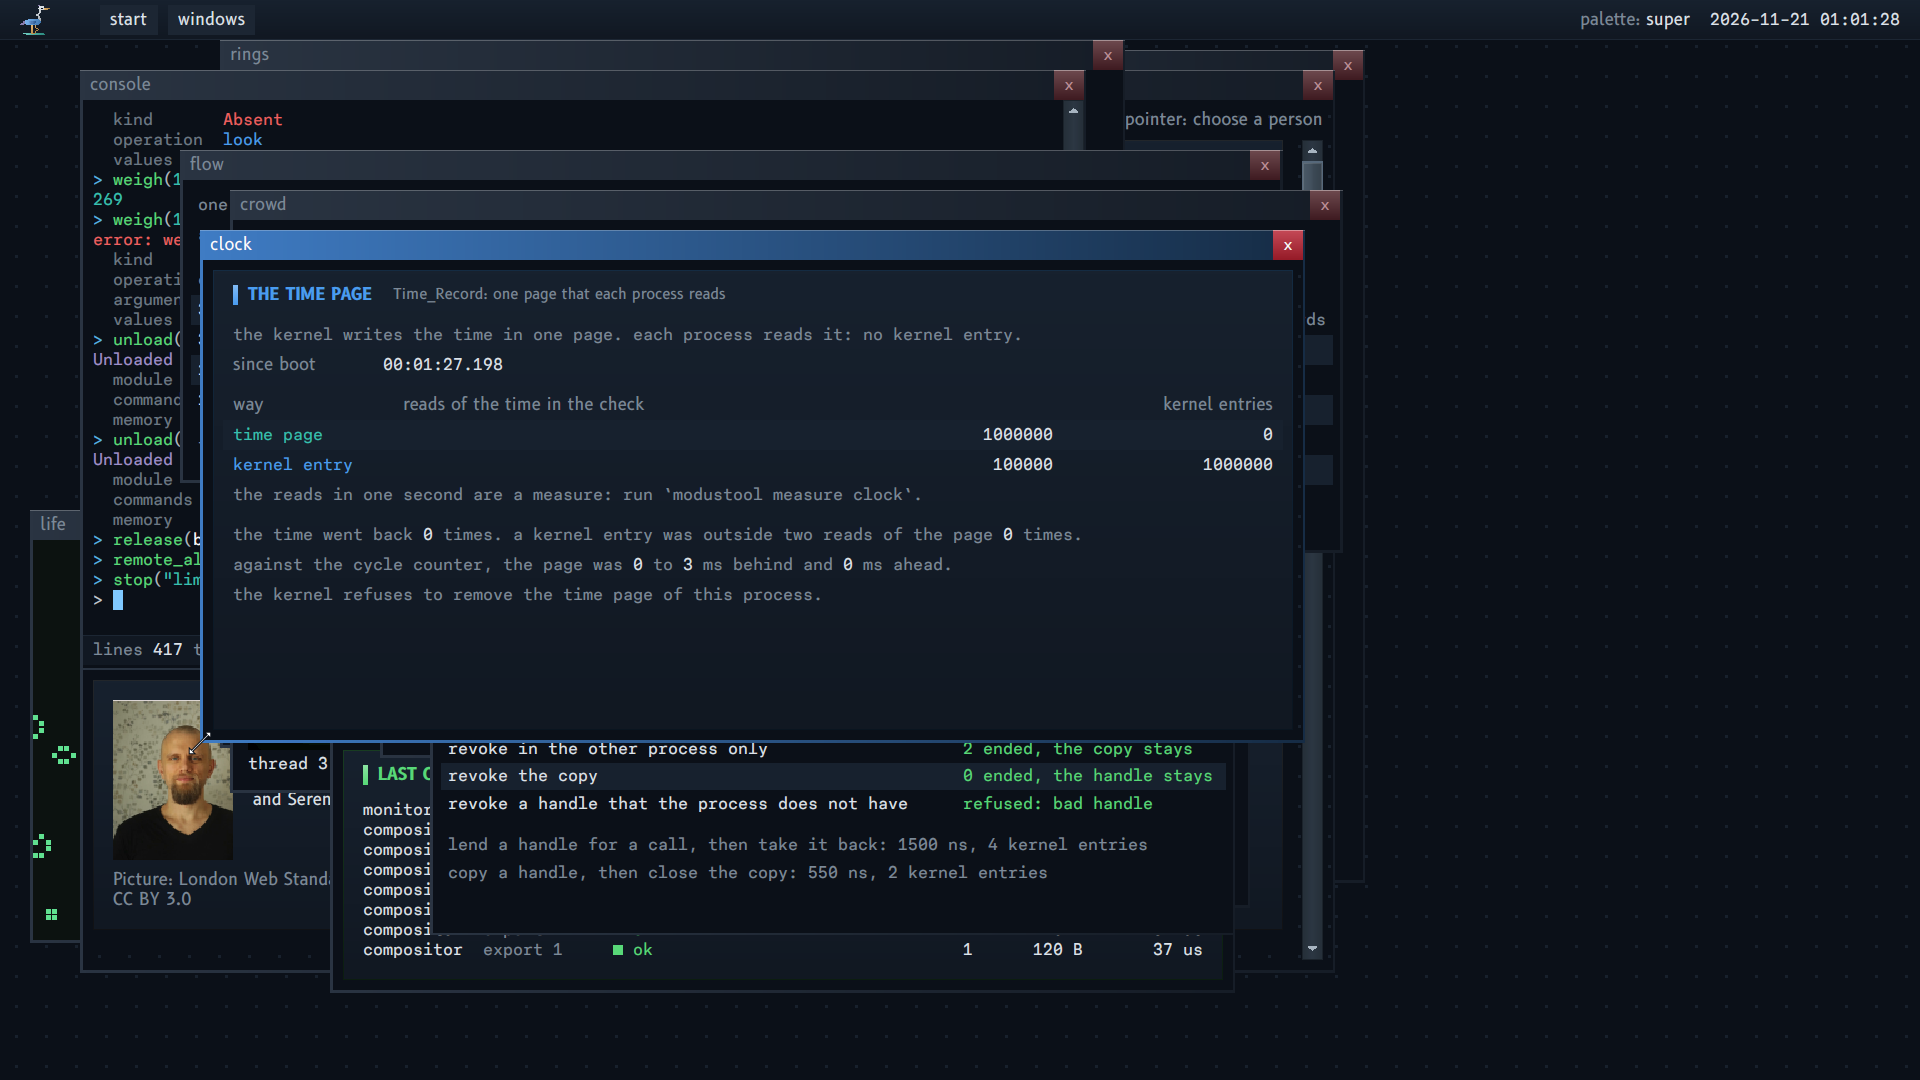 start windows palette: super 2026-11-21 01:01:28
rings x
x
console x
x
kind Absent
pointer: choose a person
operation look
values
flow x
> weigh(1
269
one
crowd x
> weigh(1
error: we
clock x
kind
operati
THE TIME PAGE Time_Record: one page that each process reads
argumen
values
ds
the kernel writes the time in one page. each process reads it: no kernel entry.
> unload(
Unloaded
since boot 00:01:27.198
module
command
way reads of the time in the check kernel entries
memory
> unload(
time page 1000000 0
Unloaded
kernel entry 100000 1000000
module
the reads in one second are a measure: run `modustool measure clock`.
commands
memory
life
the time went back 0 times. a kernel entry was outside two reads of the page 0 times.
> release(b
> remote_al
against the cycle counter, the page was 0 to 3 ms behind and 0 ms ahead.
> stop("lim
the kernel refuses to remove the time page of this process.
>
lines 417 t
revoke in the other process only 2 ended, the copy stays
thread 3
LAST C
revoke the copy 0 ended, the handle stays
and Seren
revoke a handle that the process does not have refused: bad handle
monitor
composi
lend a handle for a call, then take it back: 1500 ns, 4 kernel entries
composi
composi
copy a handle, then close the copy: 550 ns, 2 kernel entries
Picture: London Web Standa
composi
CC BY 3.0
composi
composi
compositor export 1 ok 1 120 B 37 us